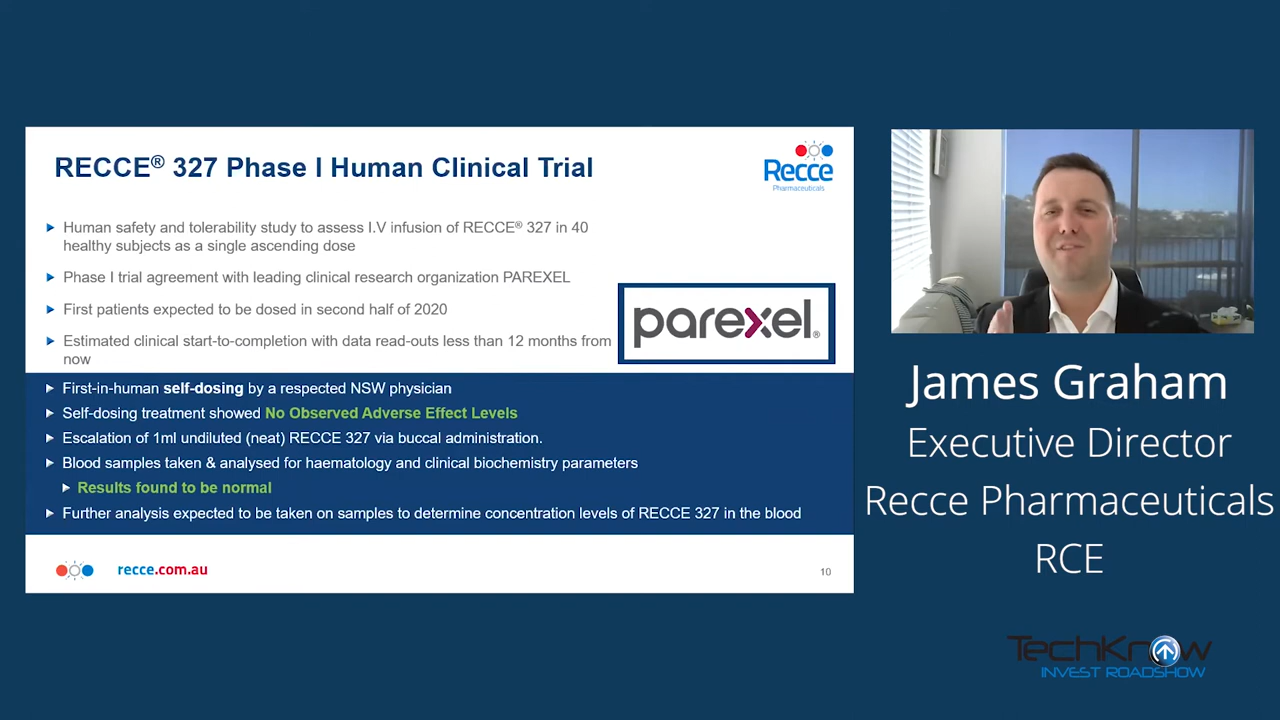 RECCE® 327 Phase I Human Clinical Trial
Recce
Pharmaceuticals
Human safety and tolerability study to assess I.V infusion of RECCE® 327 in 40
healthy subjects as a single ascending dose
Phase I trial agreement with leading clinical research organization PAREXEL
First patients expected to be dosed in second half of 2020
Estimated clinical start-to-completion with data read-outs less than 12 months from
now
parexel®
First-in-human self-dosing by a respected NSW physician
Self-dosing treatment showed No Observed Adverse Effect Levels
Escalation of 1ml undiluted (neat) RECCE 327 via buccal administration.
Blood samples taken & analysed for haematology and clinical biochemistry parameters
Results found to be normal
Further analysis expected to be taken on samples to determine concentration levels of RECCE 327 in the blood
recce.com.au
10
James Graham
Executive Director
Recce Pharmaceuticals
RCE
TechKnow
INVEST ROADSHOW